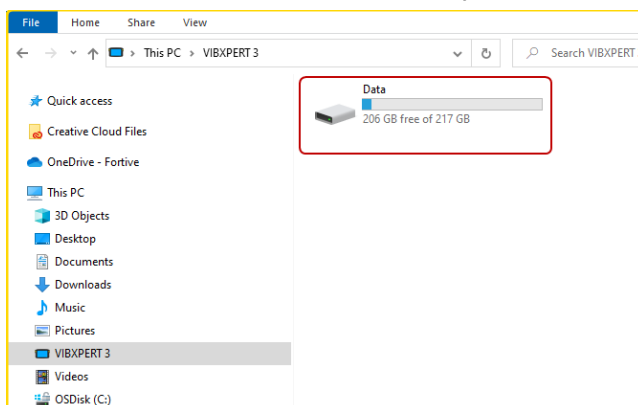 File Home Share View
This PC > VIBXPERT 3
Search VIBXPERT
Data
206 GB free of 217 GB
Quick access
Creative Cloud Files
OneDrive - Fortive
This PC
3D Objects
Desktop
Documents
Downloads
Music
Pictures
VIBXPERT 3
Videos
OSDisk (C:)